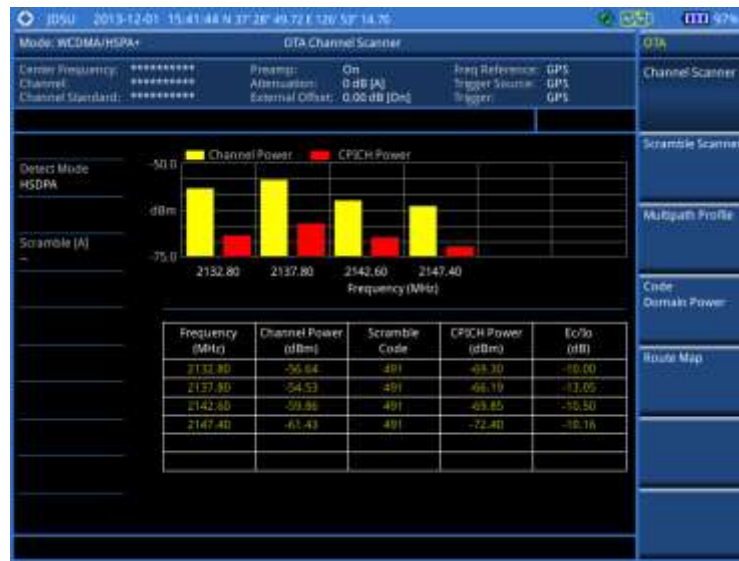 JDSU 2013-12-01 15:41:44 N 37° 28' 49.72 E 126° 53' 14.76 97%
Mode: WCDMA/HSPA+ OTA Channel Scanner OTA
Center Frequency: **********
Channel: **********
Channel Standard: **********
Preamp: On
Attenuation: 0 dB [A]
External Offset: 0.00 dB [On]
Freq Reference: GPS
Trigger Source: GPS
Trigger: GPS
Channel Scanner
Scramble Scanner
Multipath Profile
Code
Domain Power
Route Map
Detect Mode
HSDPA
Scramble [A]
--
Channel Power CPICH Power
-50.0
dBm
-75.0
2132.80 2137.80 2142.60 2147.40
Frequency (MHz)
Frequency (MHz) Channel Power (dBm) Scramble Code CPICH Power (dBm) Ec/Io (dB)
2132.80 -56.64 491 -69.30 -10.00
2137.80 -54.53 491 -66.19 -13.05
2142.60 -59.86 491 -69.85 -10.50
2147.40 -61.43 491 -72.40 -10.16